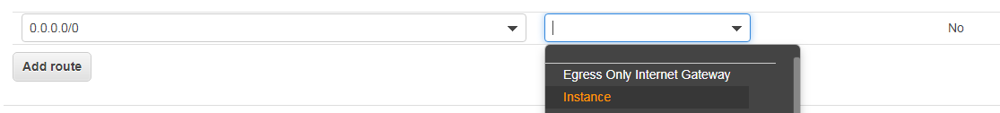 0.0.0.0/0
No
Add route
Egress Only Internet Gateway
Instance